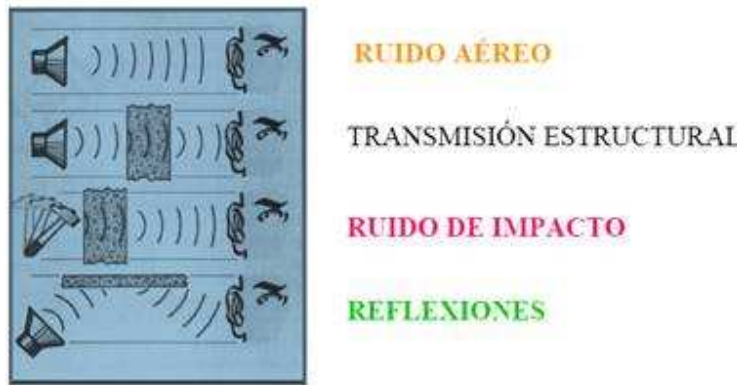 RUIDO AÉREO
TRANSMISIÓN ESTRUCTURAL
RUIDO DE IMPACTO
REFLEXIONES